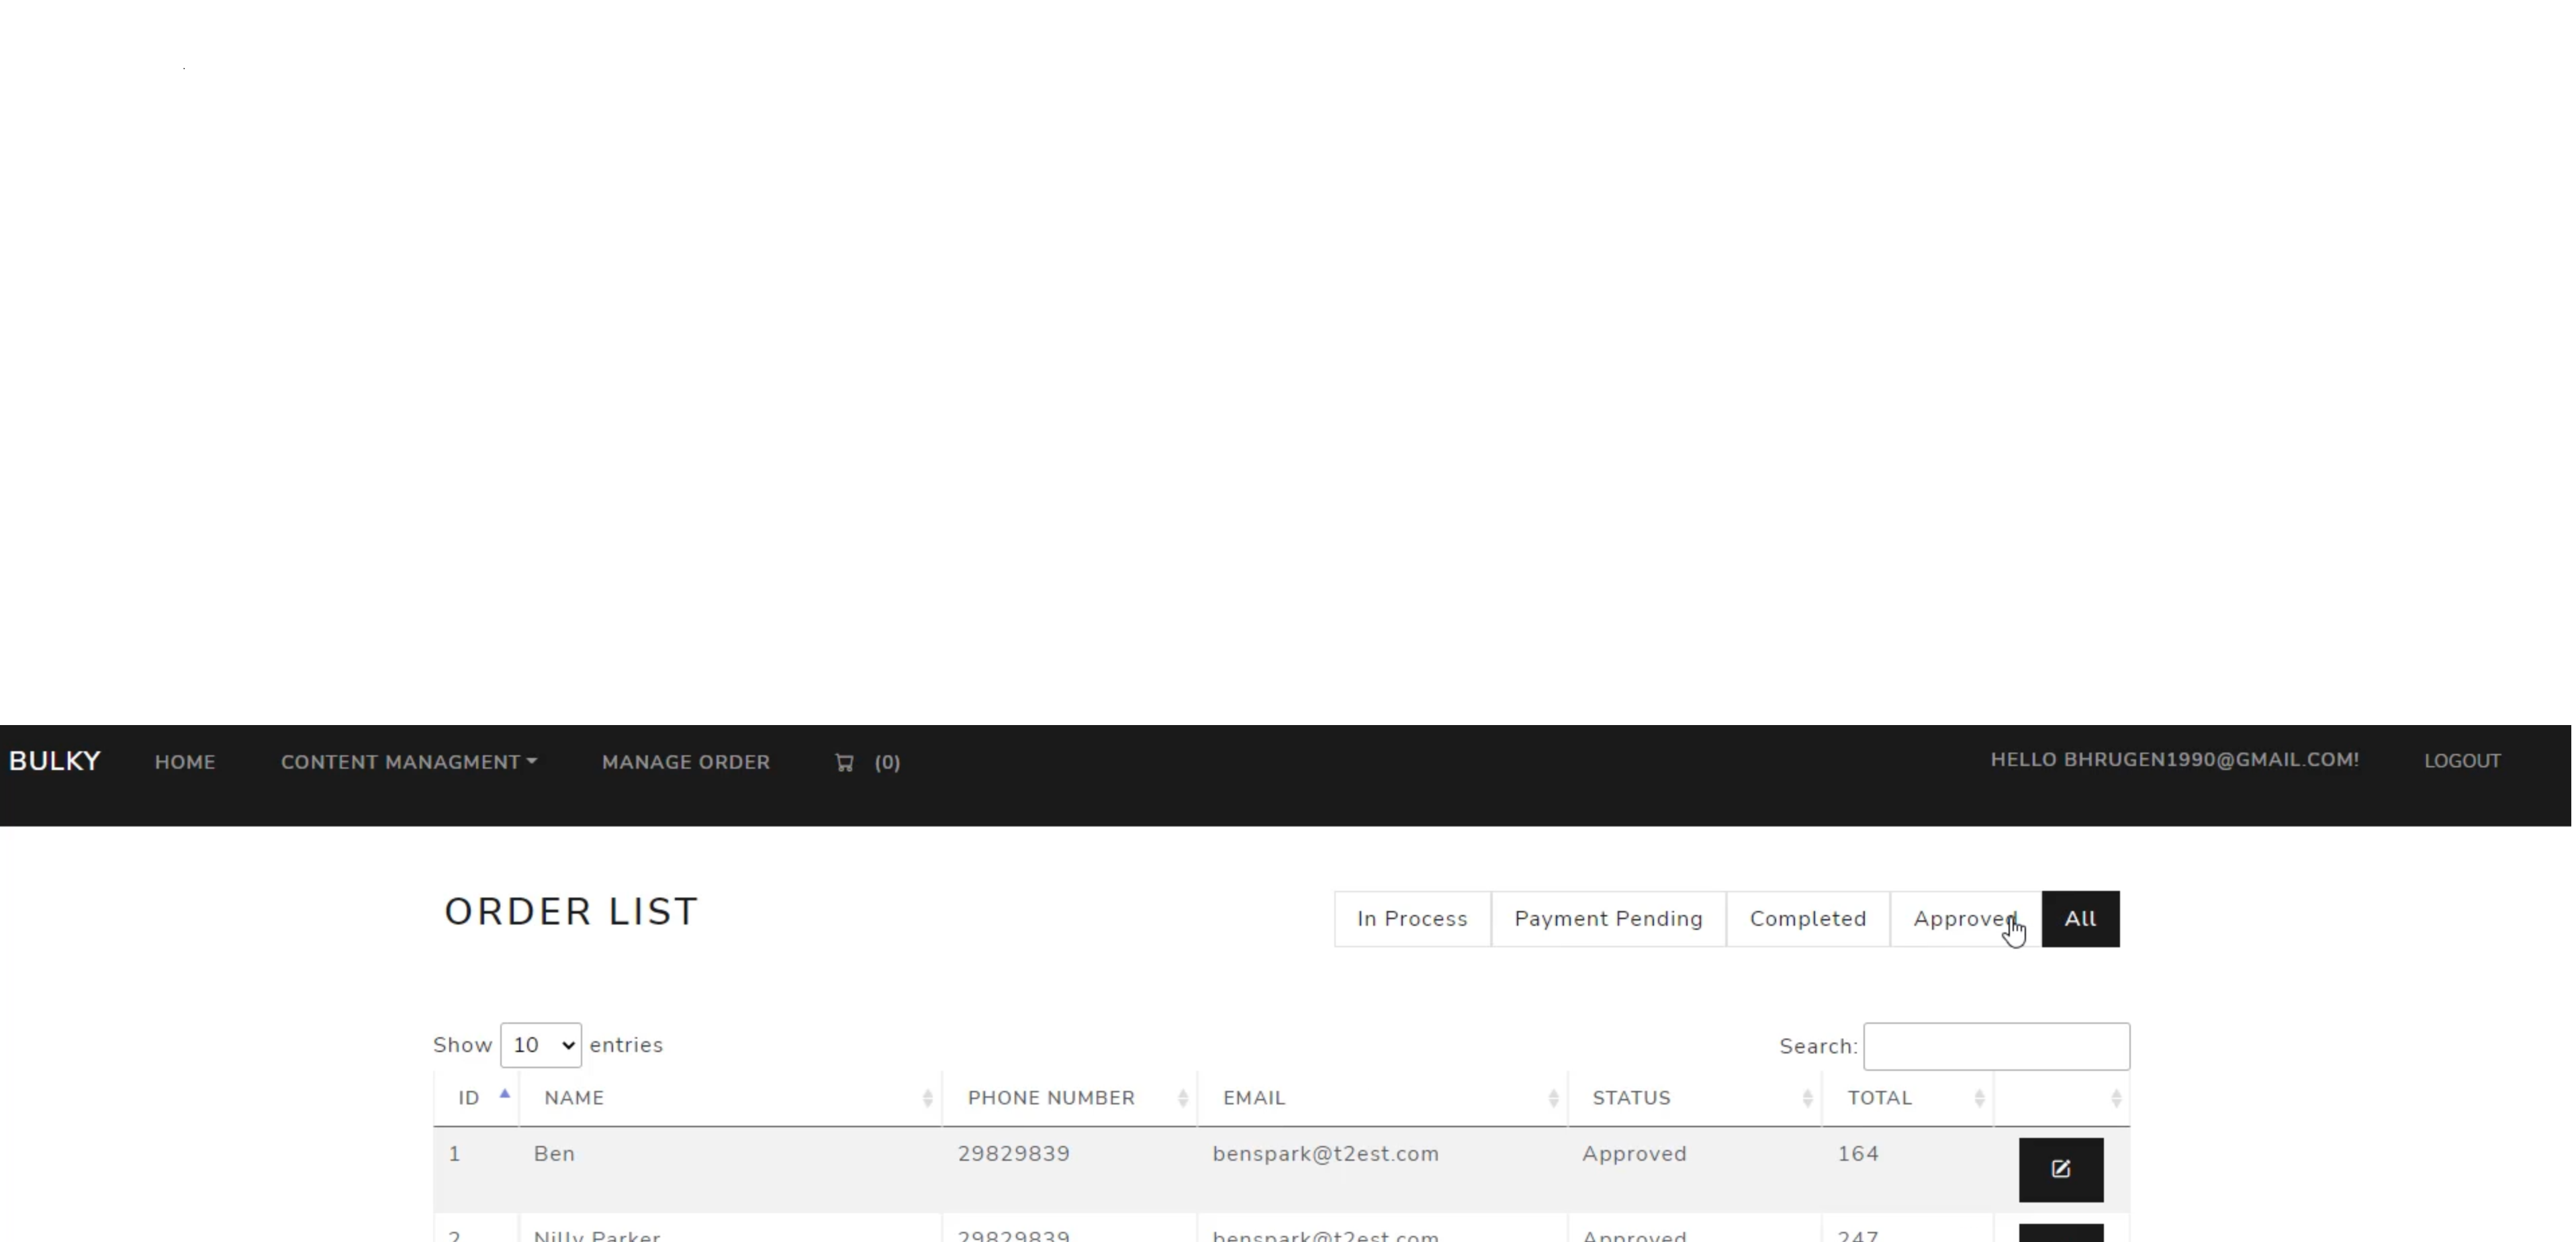 BULKY HOME CONTENT MANAGMENT MANAGE ORDER (0) HELLO BHRUGEN1990@GMAIL.COM! LOGOUT
ORDER LIST In Process Payment Pending Completed Approved All
Show 10 entries Search:
ID NAME PHONE NUMBER EMAIL STATUS TOTAL
1 Ben 29829839 benspark@t2est.com Approved 164
2 Nilly Parker 29829839 benspark@t2est.com Approved 247